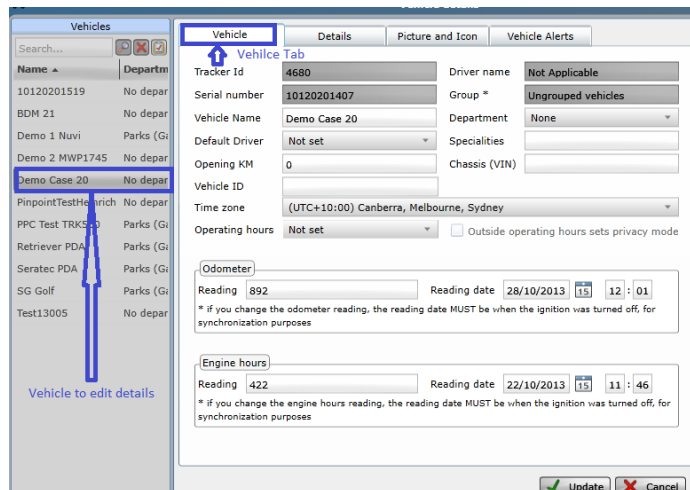 Vehicles
Search...
Name Departm
10120201519 No depar
BDM 21 No depar
Demo 1 Nuvi Parks (Ga
Demo 2 MWP1745 No depar
Demo Case 20 No depar
PinpointTestHeinrich No depar
PPC Test Parks (Ga
Retriever PDA Parks (Ga
Seratec PDA Parks (Ga
SG Golf Parks (Ga
Test13005 No depar
Vehicle to edit details
Vehicle Details Picture and Icon Vehicle Alerts
Vehilce Tab
Tracker Id 4680 Driver name Not Applicable
Serial number 10120201407 Group * Ungrouped vehicles
Vehicle Name Demo Case 20 Department None
Default Driver Not set Specialities
Opening KM 0 Chassis (VIN)
Vehicle ID
Time zone (UTC+10:00) Canberra, Melbourne, Sydney
Operating hours Not set Outside operating hours sets privacy mode
Odometer
Reading 892 Reading date 28/10/2013 15 12 : 01
* if you change the odometer reading, the reading date MUST be when the ignition was turned off, for
synchronization purposes
Engine hours
Reading 422 Reading date 22/10/2013 15 11 : 46
* if you change the engine hours reading, the reading date MUST be when the ignition was turned off, for
synchronization purposes
Update Cancel